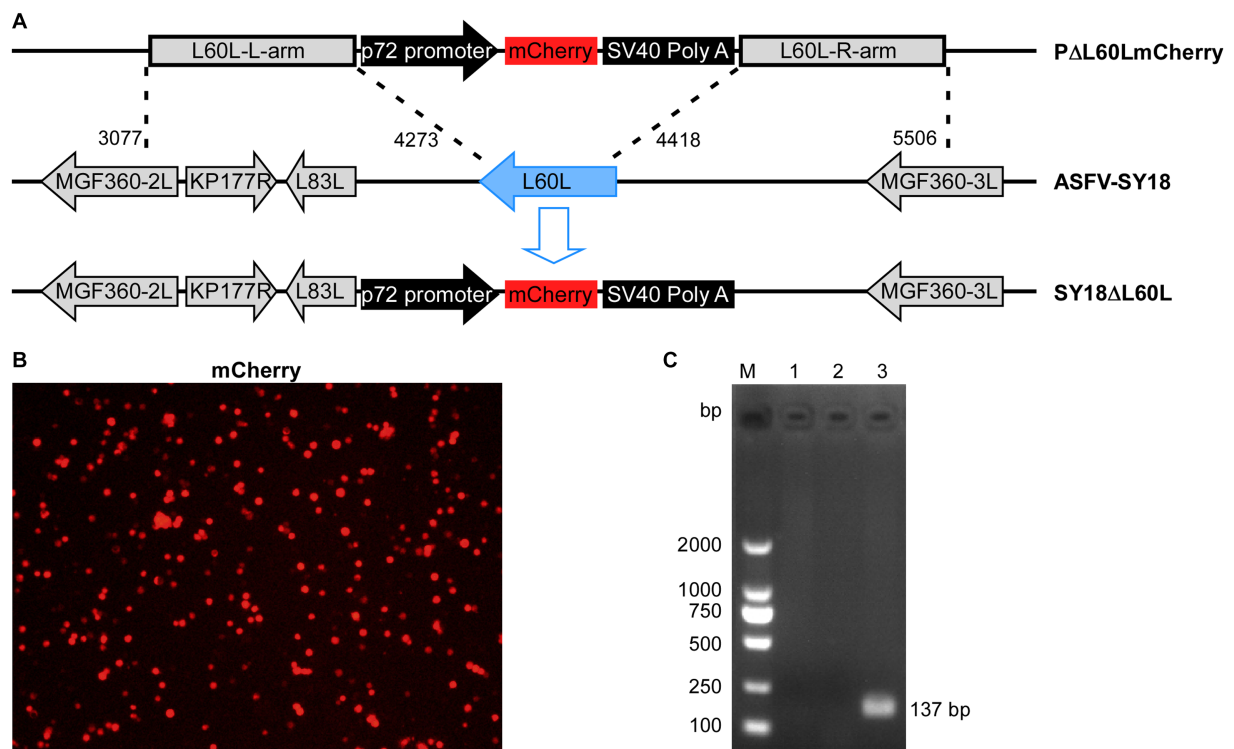 A
L60L-L-arm p72 promoter mCherry SV40 Poly A L60L-R-arm PΔL60LmCherry
3077 4273 4418 5506
MGF360-2L KP177R L83L L60L MGF360-3L ASFV-SY18
MGF360-2L KP177R L83L p72 promoter mCherry SV40 Poly A MGF360-3L SY18ΔL60L
B
mCherry
C
M 1 2 3
bp
2000
1000
750
500
250
100
137 bp